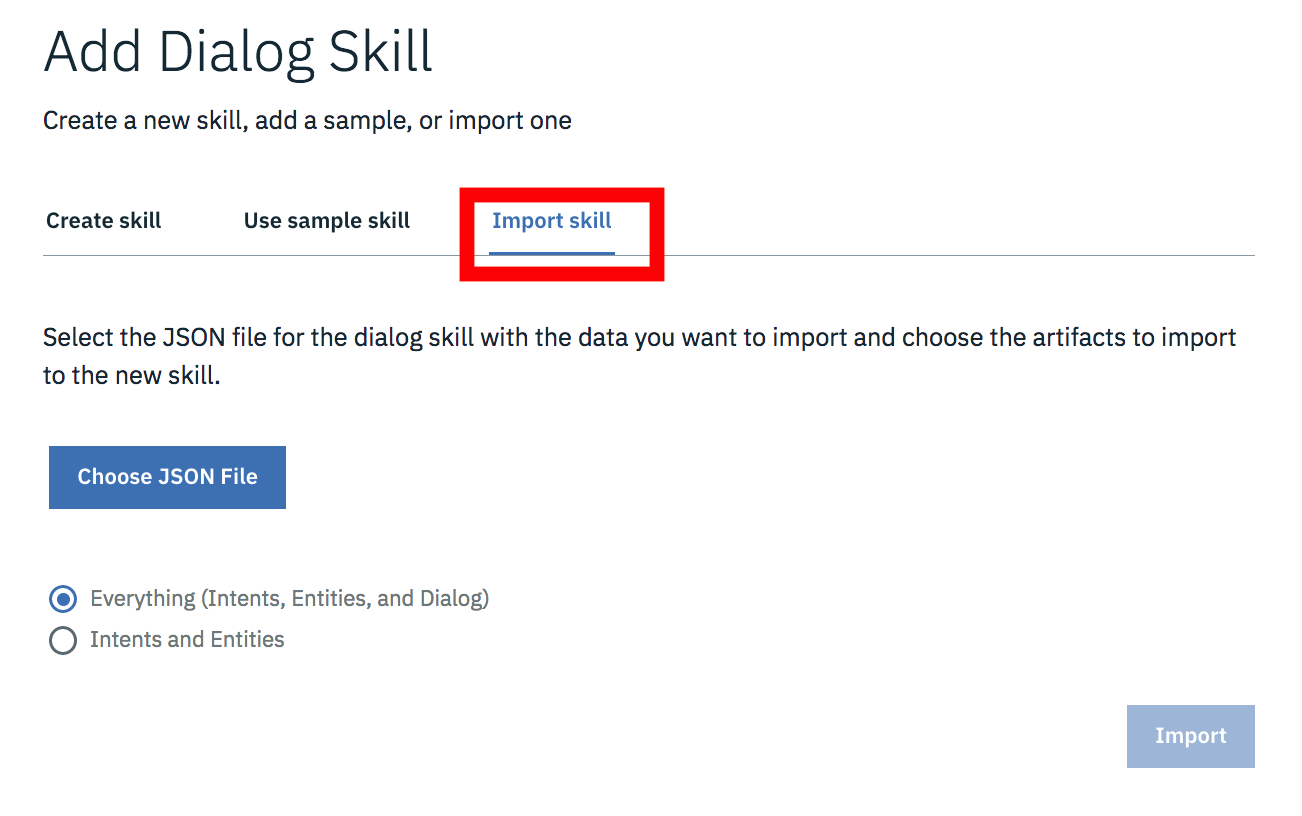 Add Dialog Skill
Create a new skill, add a sample, or import one
Create skill Use sample skill Import skill
Select the JSON file for the dialog skill with the data you want to import and choose the artifacts to import
to the new skill.
Choose JSON File
Everything (Intents, Entities, and Dialog)
Intents and Entities
Import